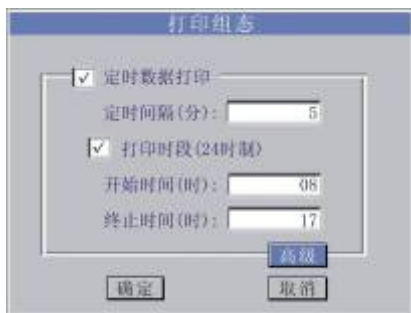 打印组态
定时数据打印
定时间隔(分): 5
打印时段(24时制)
开始时间(时): 08
终止时间(时): 17
高级
确定 取消